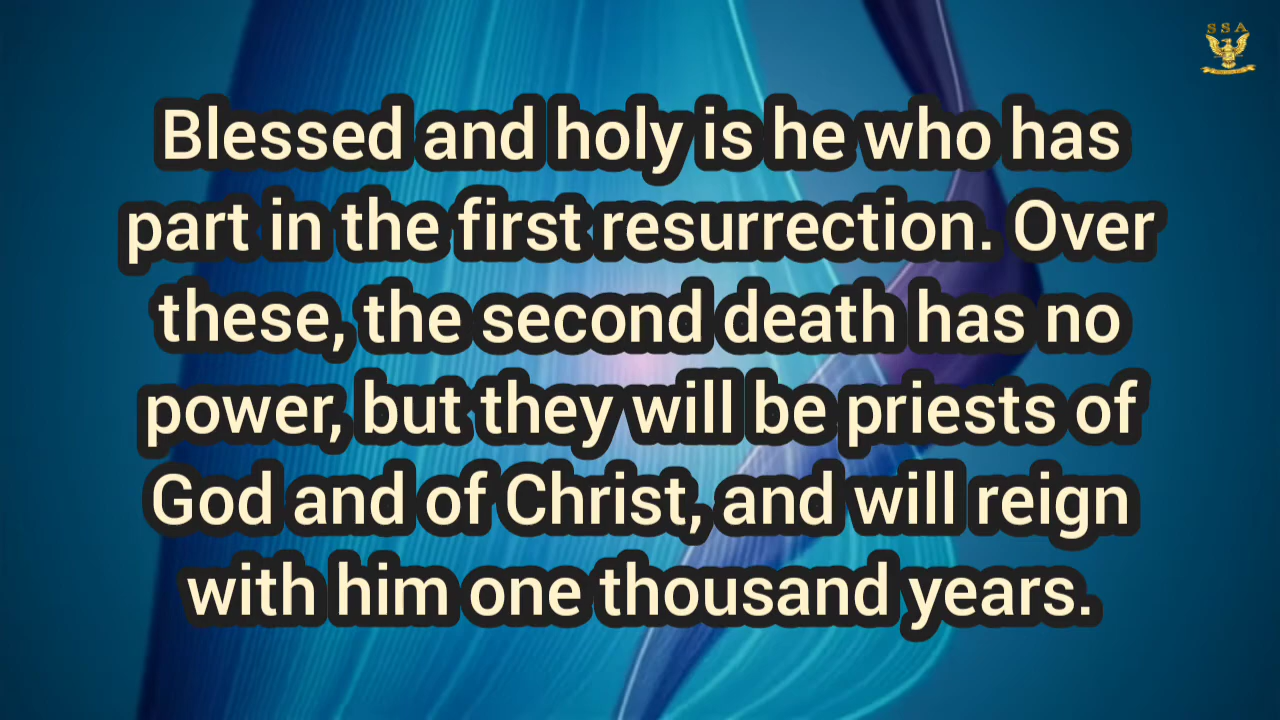 SSA
Blessed and holy is he who has
part in the first resurrection. Over
these, the second death has no
power, but they will be priests of
God and of Christ, and will reign
with him one thousand years.